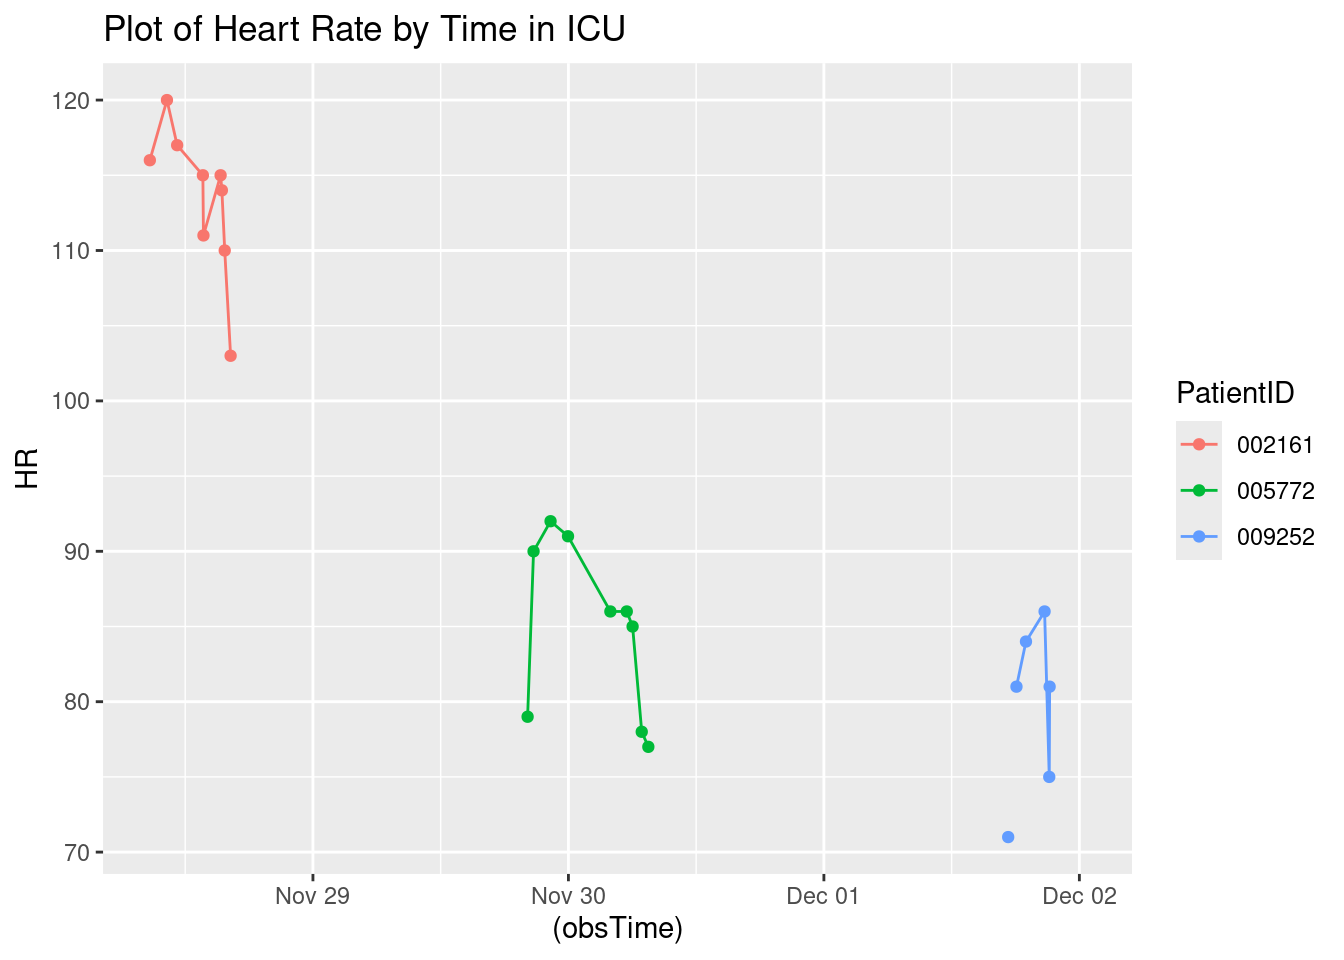 Plot of Heart Rate by Time in ICU
120
110
100
90
80
70
HR
Nov 29
Nov 30
Dec 01
Dec 02
(obsTime)
PatientID
002161
005772
009252